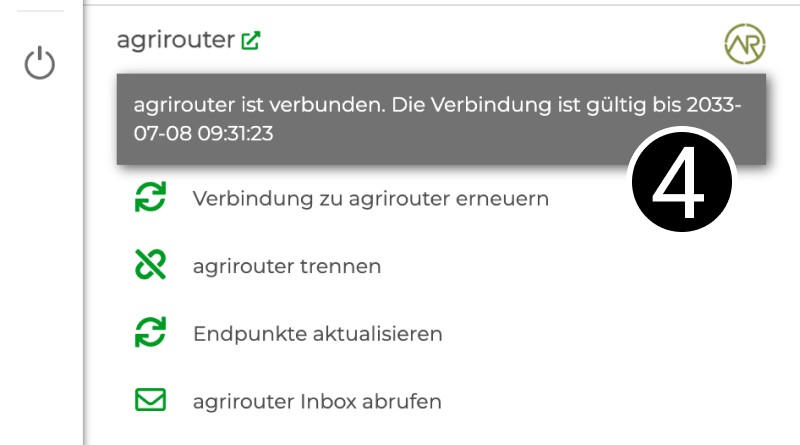 agrirouter
AR
agrirouter ist verbunden. Die Verbindung ist gültig bis 2033-
07-08 09:31:23
4
Verbindung zu agrirouter erneuern
agrirouter trennen
Endpunkte aktualisieren
agrirouter Inbox abrufen